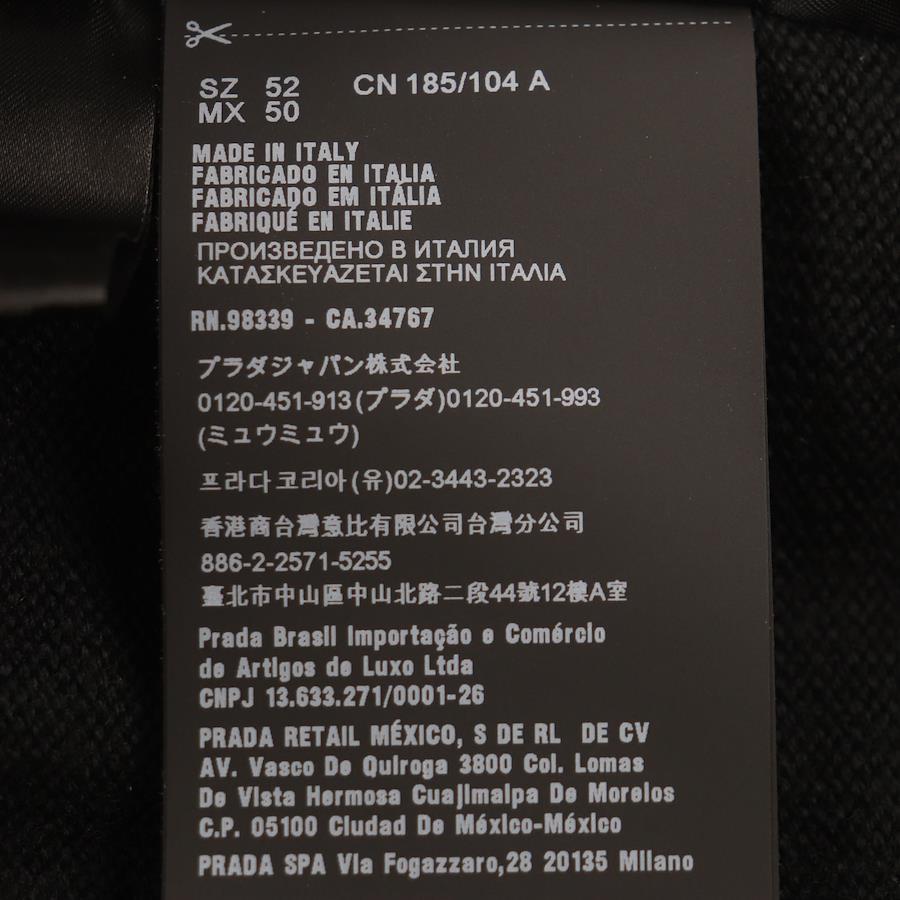 SZ 52 CN 185/104 A
MX 50
MADE IN ITALY
FABRICADO EN ITALIA
FABRICADO EM ITÁLIA
FABRIQUÉ EN ITALIE
ПРОИЗВЕДЕНО В ИТАЛИЯ
ΚΑΤΑΣΚΕΥΑΖΕΤΑΙ ΣΤΗΝ ΙΤΑΛΙΑ
RN.98339 - CA.34767
プラダジャパン株式会社
0120-451-913(プラダ)0120-451-993
(ミュウミュウ)
프라다코리아(유)02-3443-2323
香港商台灣意比有限公司台灣分公司
886-2-2571-5255
臺北市中山區中山北路二段44號12樓A室
Prada Brasil Importação e Comércio
de Artigos de Luxo Ltda
CNPJ 13.633.271/0001-26
PRADA RETAIL MÉXICO, S DE RL DE CV
AV. Vasco De Quiroga 3800 Col. Lomas
De Vista Hermosa Cuajimalpa De Morelos
C.P. 05100 Ciudad De México-México
PRADA SPA Via Fogazzaro,28 20135 Milano